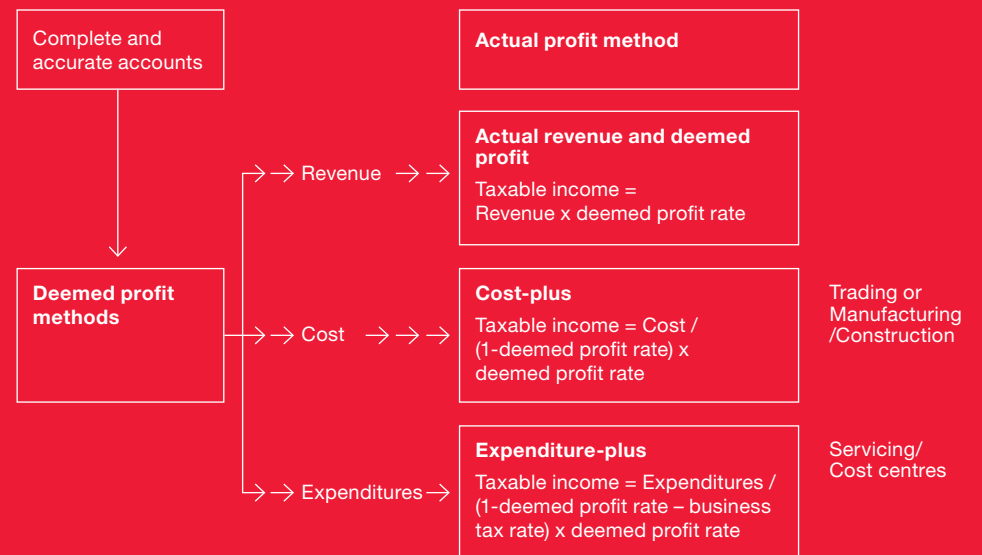 Complete and
accurate accounts
Actual profit method
Actual revenue and deemed
profit
Taxable income =
Revenue x deemed profit rate
Revenue
Deemed profit
methods
Cost
Cost-plus
Taxable income = Cost /
(1-deemed profit rate) x
deemed profit rate
Trading or
Manufacturing
/Construction
Expenditures
Expenditure-plus
Taxable income = Expenditures /
(1-deemed profit rate – business
tax rate) x deemed profit rate
Servicing/
Cost centres